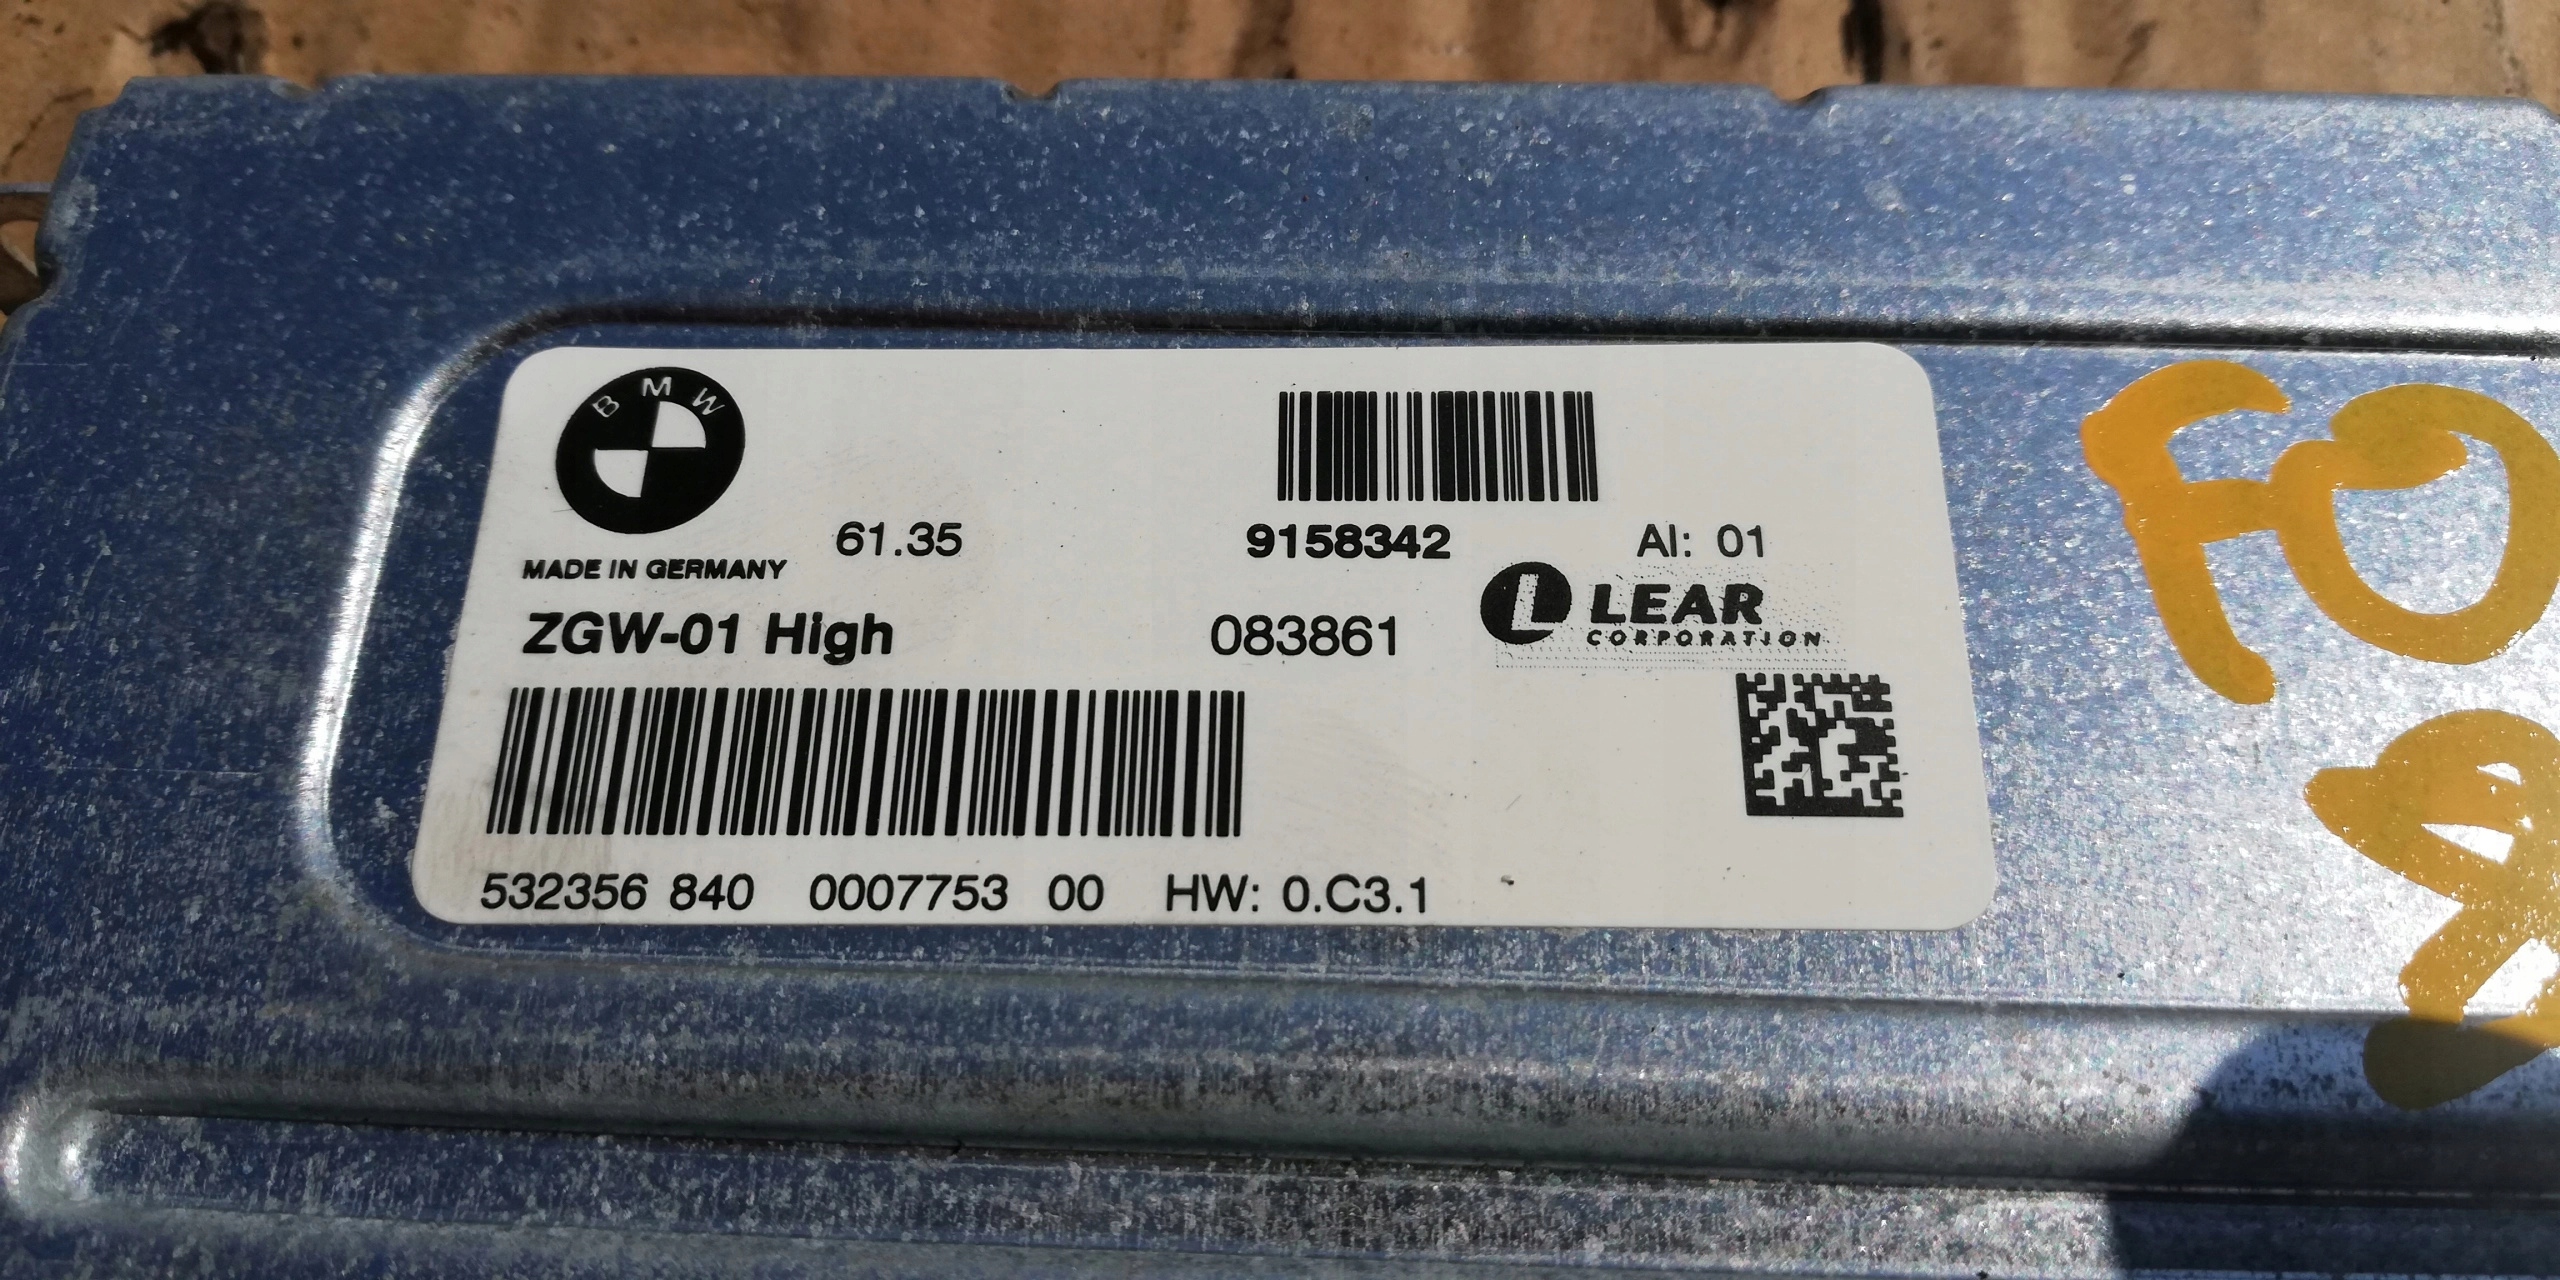 BMW
61.35 9158342 AI: 01
MADE IN GERMANY
LEAR
CORPORATION
ZGW-01 High 083861
532356 840 0007753 00 HW: 0.C3.1
FO